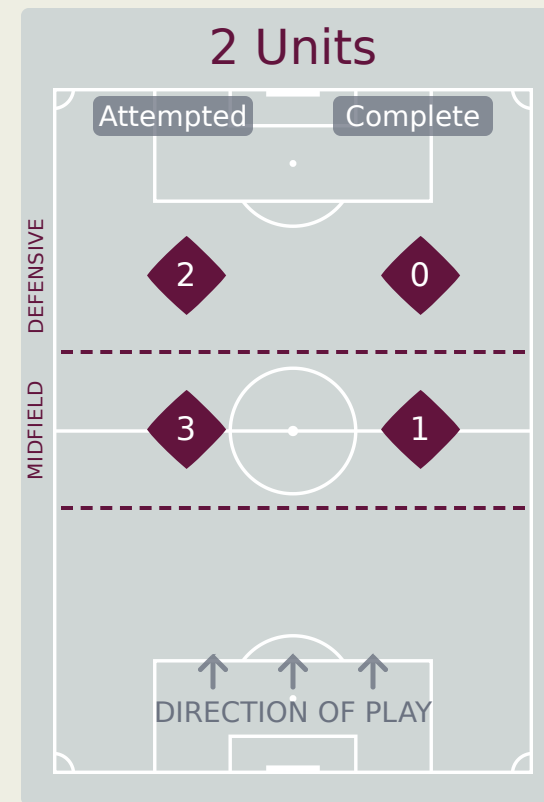 2 Units
Attempted Complete
DEFENSIVE
2 0
MIDFIELD
3 1
DIRECTION OF PLAY